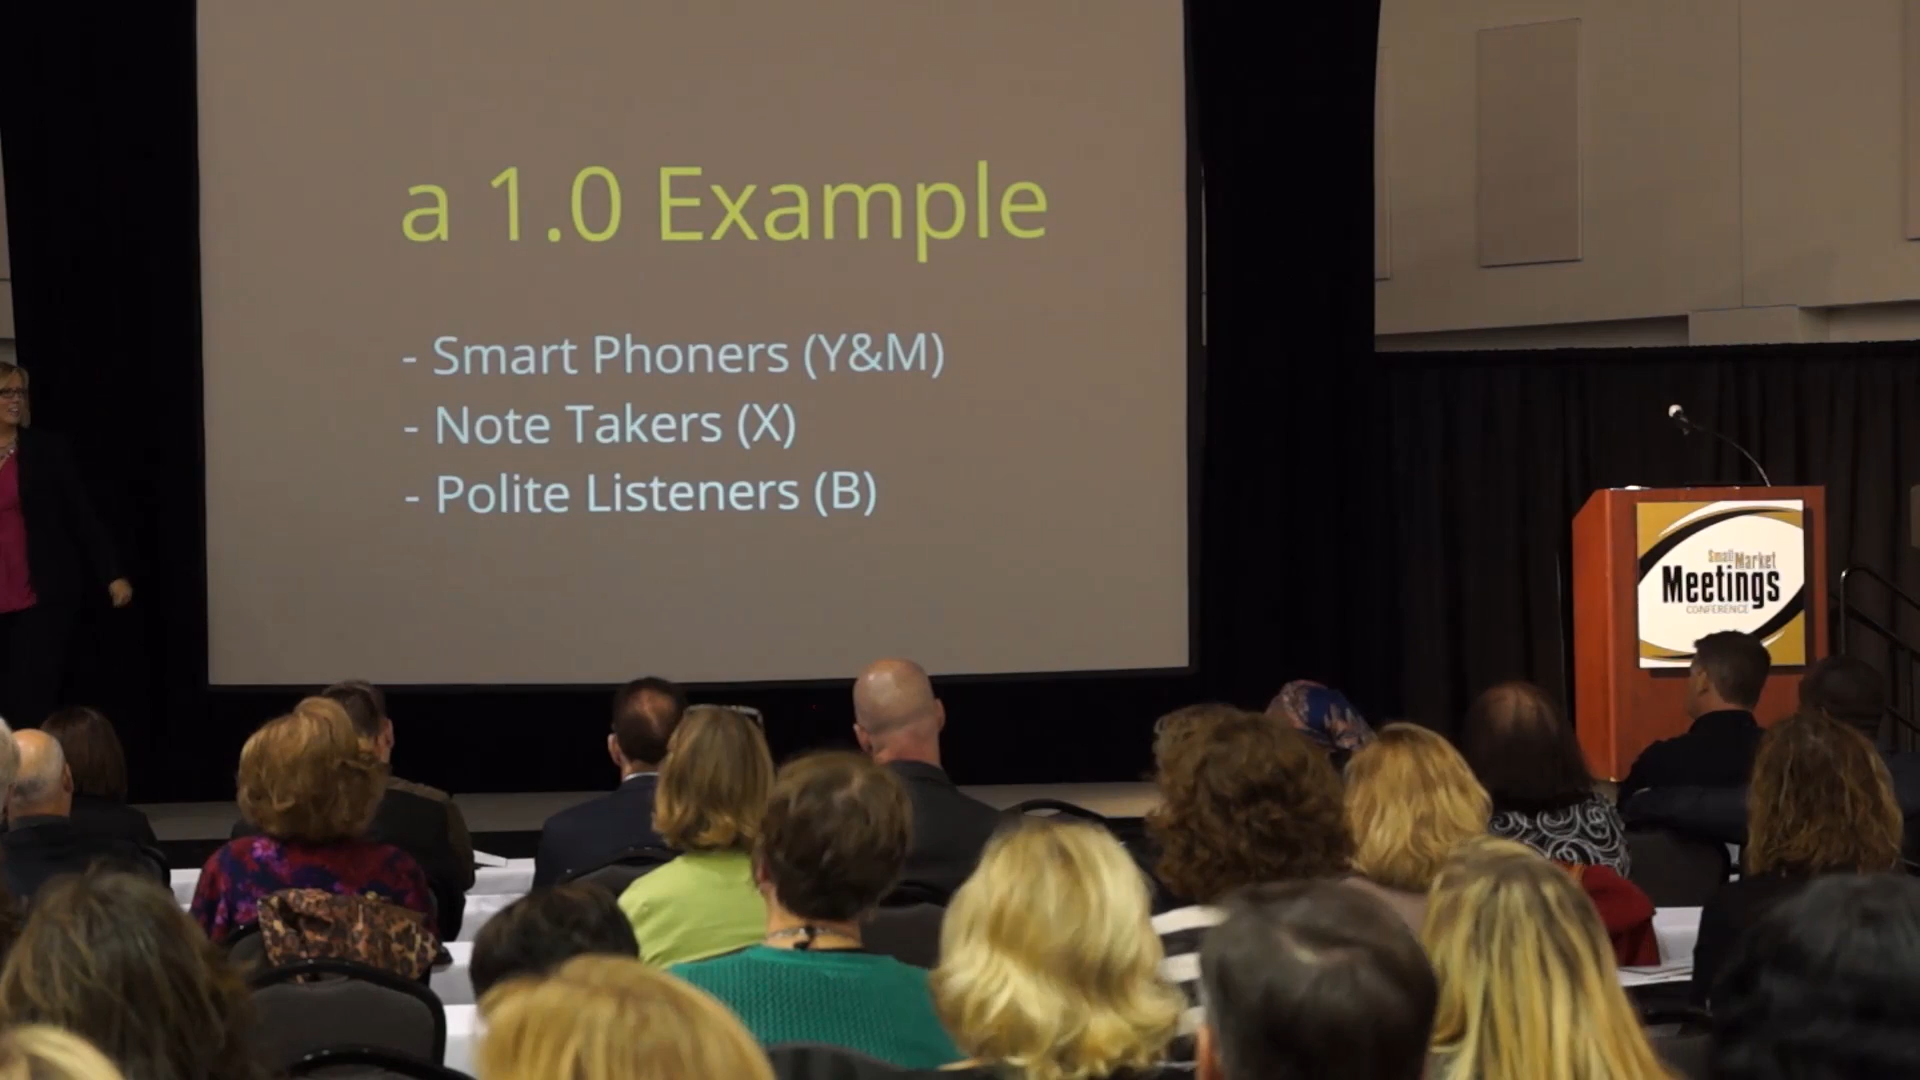 a 1.0 Example
- Smart Phoners (Y&M)
- Note Takers (X)
- Polite Listeners (B)
Small Market
Meetings
CONFERENCE